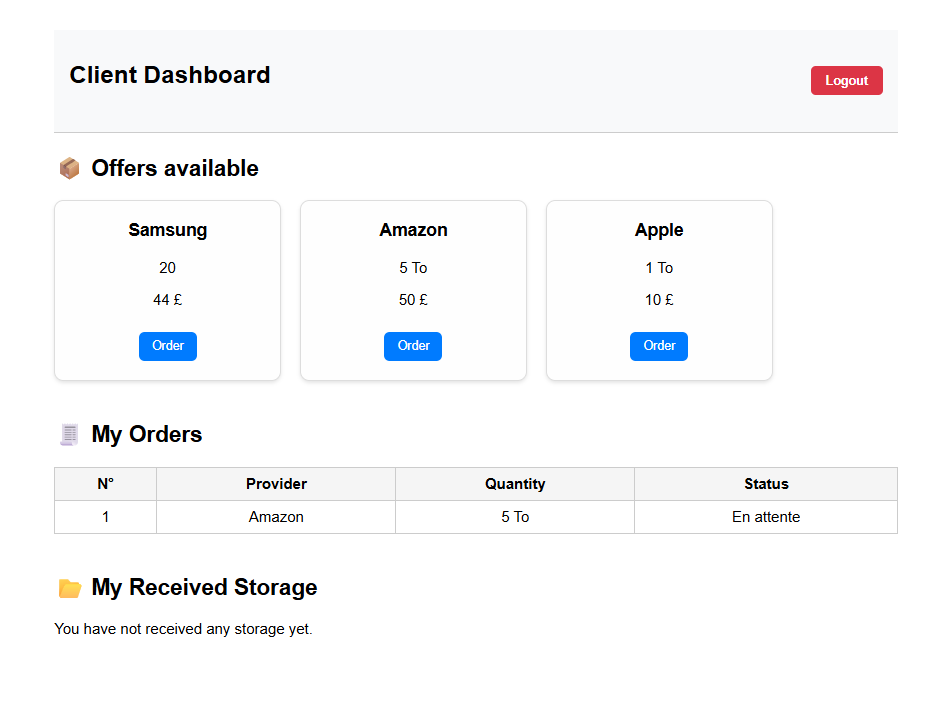 Client Dashboard
Logout
Offers available
Samsung
20
44 £
Order
Amazon
5 To
50 £
Order
Apple
1 To
10 £
Order
My Orders
N° Provider Quantity Status
1 Amazon 5 To En attente
My Received Storage
You have not received any storage yet.